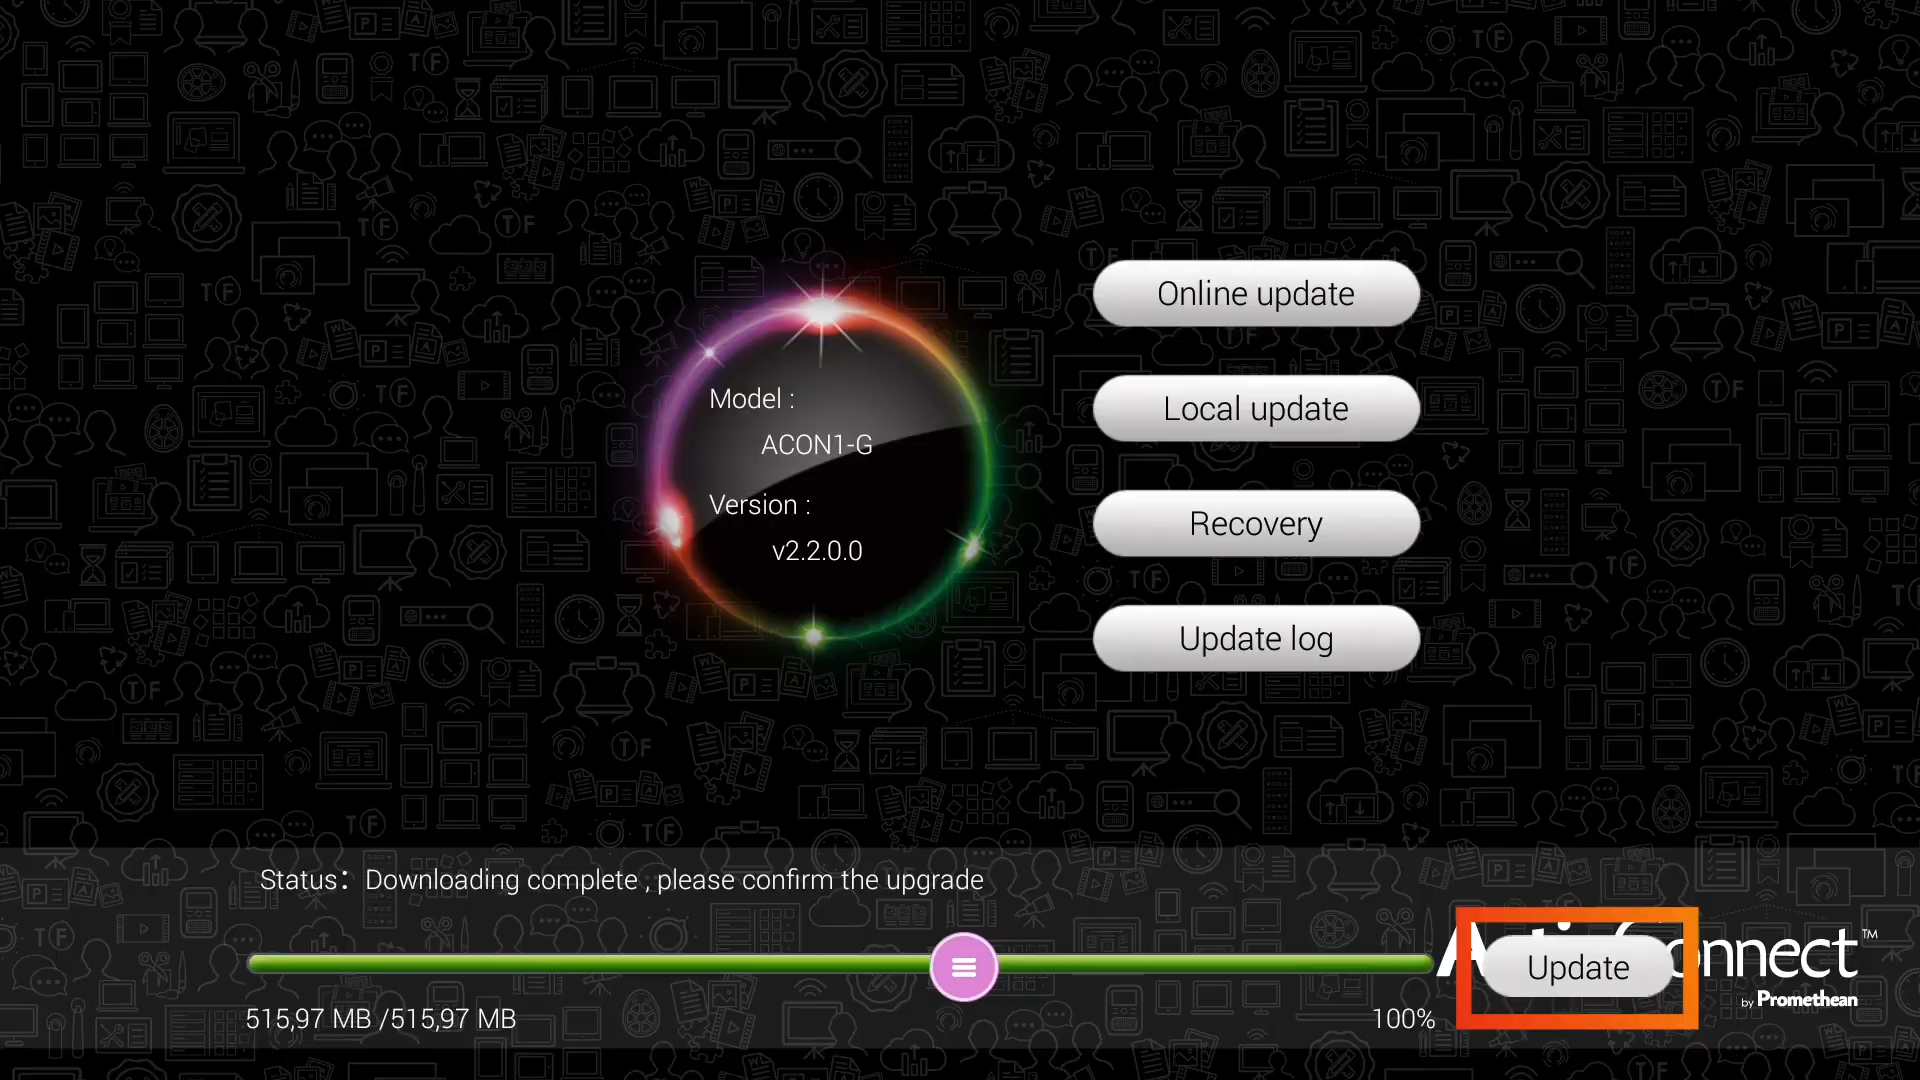 Online update
Local update
Model :
ACON1-G
Version :
v2.2.0.0
Recovery
Update log
Status： Downloading complete , please confirm the upgrade
Update
onnect™
by Promethean
515,97 MB /515,97 MB
100%